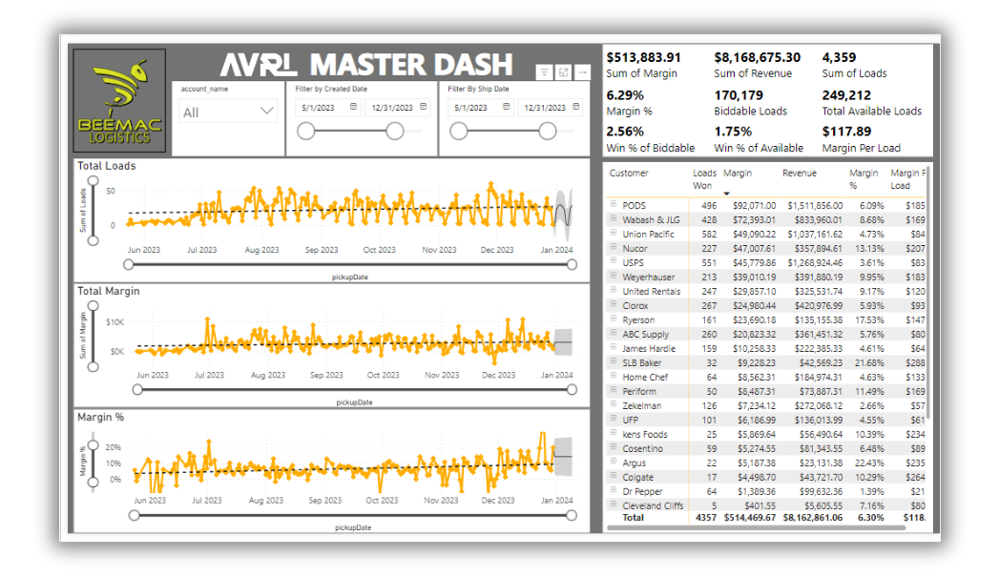 AVRL MASTER DASH
BEEMAC
LOGISTICS
account_name
All
Filter by Created Date
5/1/2023 12/31/2023
Filter By Ship Date
5/1/2023 12/31/2023
$513,883.91 $8,168,675.30 4,359
Sum of Margin Sum of Revenue Sum of Loads
6.29% 170,179 249,212
Margin % Biddable Loads Total Available Loads
2.56% 1.75% $117.89
Win % of Biddable Win % of Available Margin Per Load
Total Loads
Sum of Loads
50
0
Jun 2023 Jul 2023 Aug 2023 Sep 2023 Oct 2023 Nov 2023 Dec 2023 Jan 2024
pickupDate
Total Margin
Sum of Margin
$10K
$0K
Jun 2023 Jul 2023 Aug 2023 Sep 2023 Oct 2023 Nov 2023 Dec 2023 Jan 2024
pickupDate
Margin %
Margin %
20%
10%
0%
Jun 2023 Jul 2023 Aug 2023 Sep 2023 Oct 2023 Nov 2023 Dec 2023 Jan 2024
pickupDate
Customer Loads Margin Revenue Margin Margin P
Won % Load
PODS 496 $92,071.00 $1,511,856.00 6.09% $185
Wabash & JLG 428 $72,393.01 $833,960.01 8.68% $169
Union Pacific 582 $49,090.22 $1,037,161.62 4.73% $84
Nucor 227 $47,007.61 $357,894.61 13.13% $207
USPS 551 $45,779.86 $1,268,924.46 3.61% $83
Weyerhauser 213 $39,010.19 $391,880.19 9.95% $183
United Rentals 247 $29,857.10 $325,531.74 9.17% $120
Clorox 267 $24,980.44 $420,976.99 5.93% $93
Ryerson 161 $23,690.18 $135,155.38 17.53% $147
ABC Supply 260 $20,823.32 $361,451.32 5.76% $80
James Hardie 159 $10,258.33 $222,385.33 4.61% $64
SLB Baker 32 $9,228.23 $42,569.23 21.68% $288
Home Chef 64 $8,562.31 $184,974.31 4.63% $133
Periform 50 $8,487.31 $73,887.31 11.49% $169
Zekelman 126 $7,234.12 $272,068.12 2.66% $57
UFP 101 $6,186.99 $136,013.99 4.55% $61
kens Foods 25 $5,869.64 $56,490.64 10.39% $234
Cosentino 59 $5,274.55 $81,343.55 6.48% $89
Argus 22 $5,187.38 $23,131.38 22.43% $235
Colgate 17 $4,498.70 $43,721.70 10.29% $264
Dr Pepper 64 $1,389.36 $99,632.36 1.39% $21
Cleveland Cliffs 5 $401.55 $5,605.55 7.16% $80
Total 4357 $514,469.67 $8,162,861.06 6.30% $118.